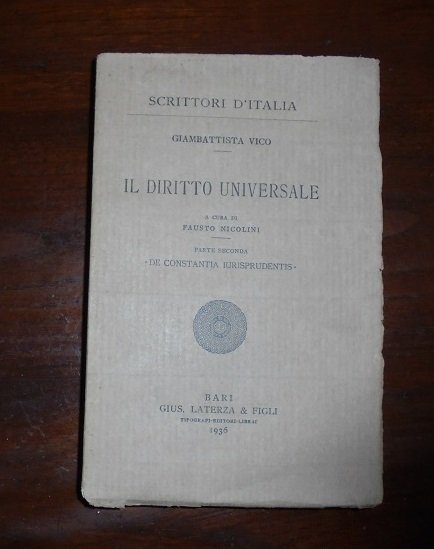 SCRITTORI D'ITALIA
GIAMBATTISTA VICO
IL DIRITTO UNIVERSALE
A CURA DI
FAUSTO NICOLINI
PARTE SECONDA
- DE CONSTANTIA IURISPRUDENTIS -
BARI
GIUS. LATERZA & FIGLI
TIPOGRAFI-EDITORI-LIBRAI
1936